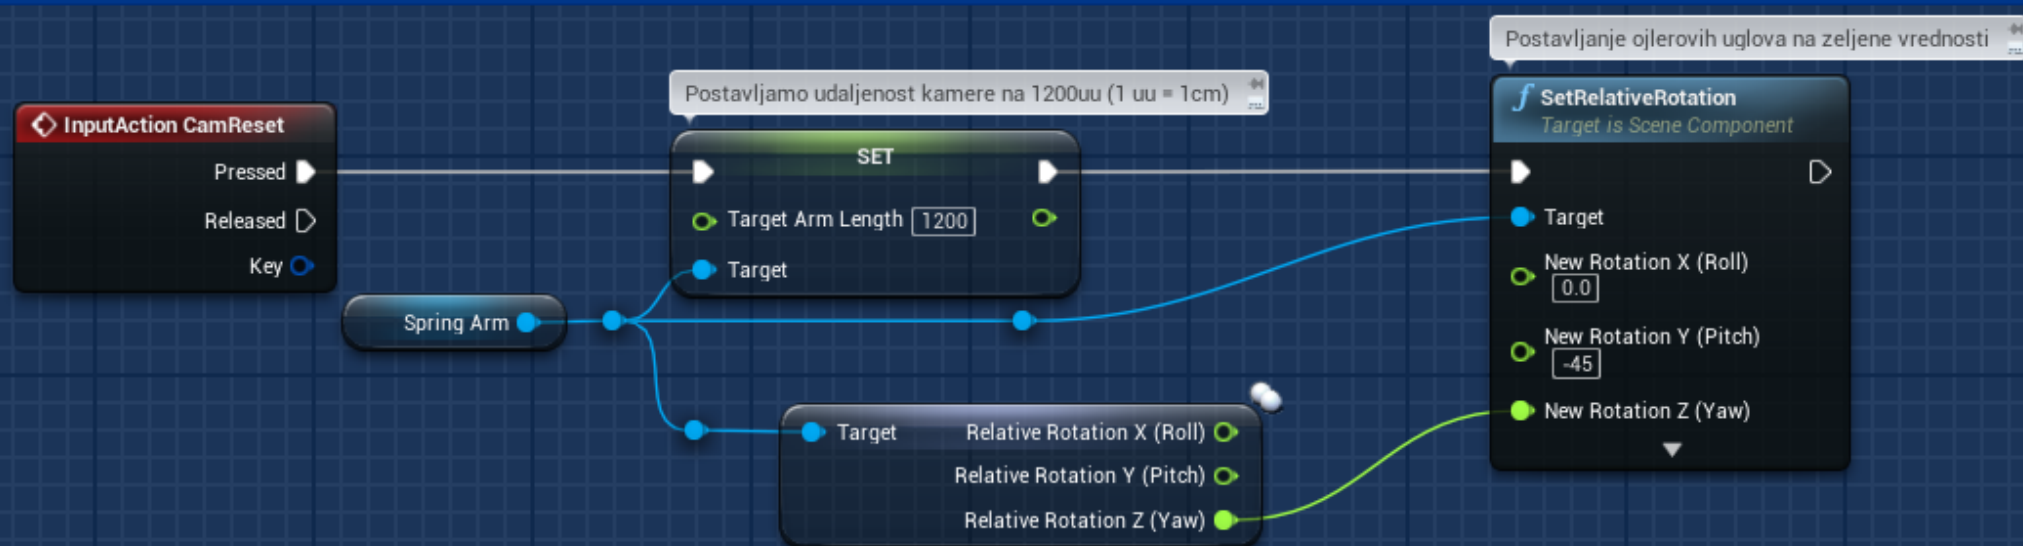 Postavljanje ojlerovih uglova na zeljene vrednosti
Postavljamo udaljenost kamere na 1200uu (1 uu = 1cm)
InputAction CamReset
Pressed
Released
Key
SET
Target Arm Length 1200
Target
Spring Arm
Target
Relative Rotation X (Roll)
Relative Rotation Y (Pitch)
Relative Rotation Z (Yaw)
f SetRelativeRotation
Target is Scene Component
Target
New Rotation X (Roll)
0.0
New Rotation Y (Pitch)
-45
New Rotation Z (Yaw)